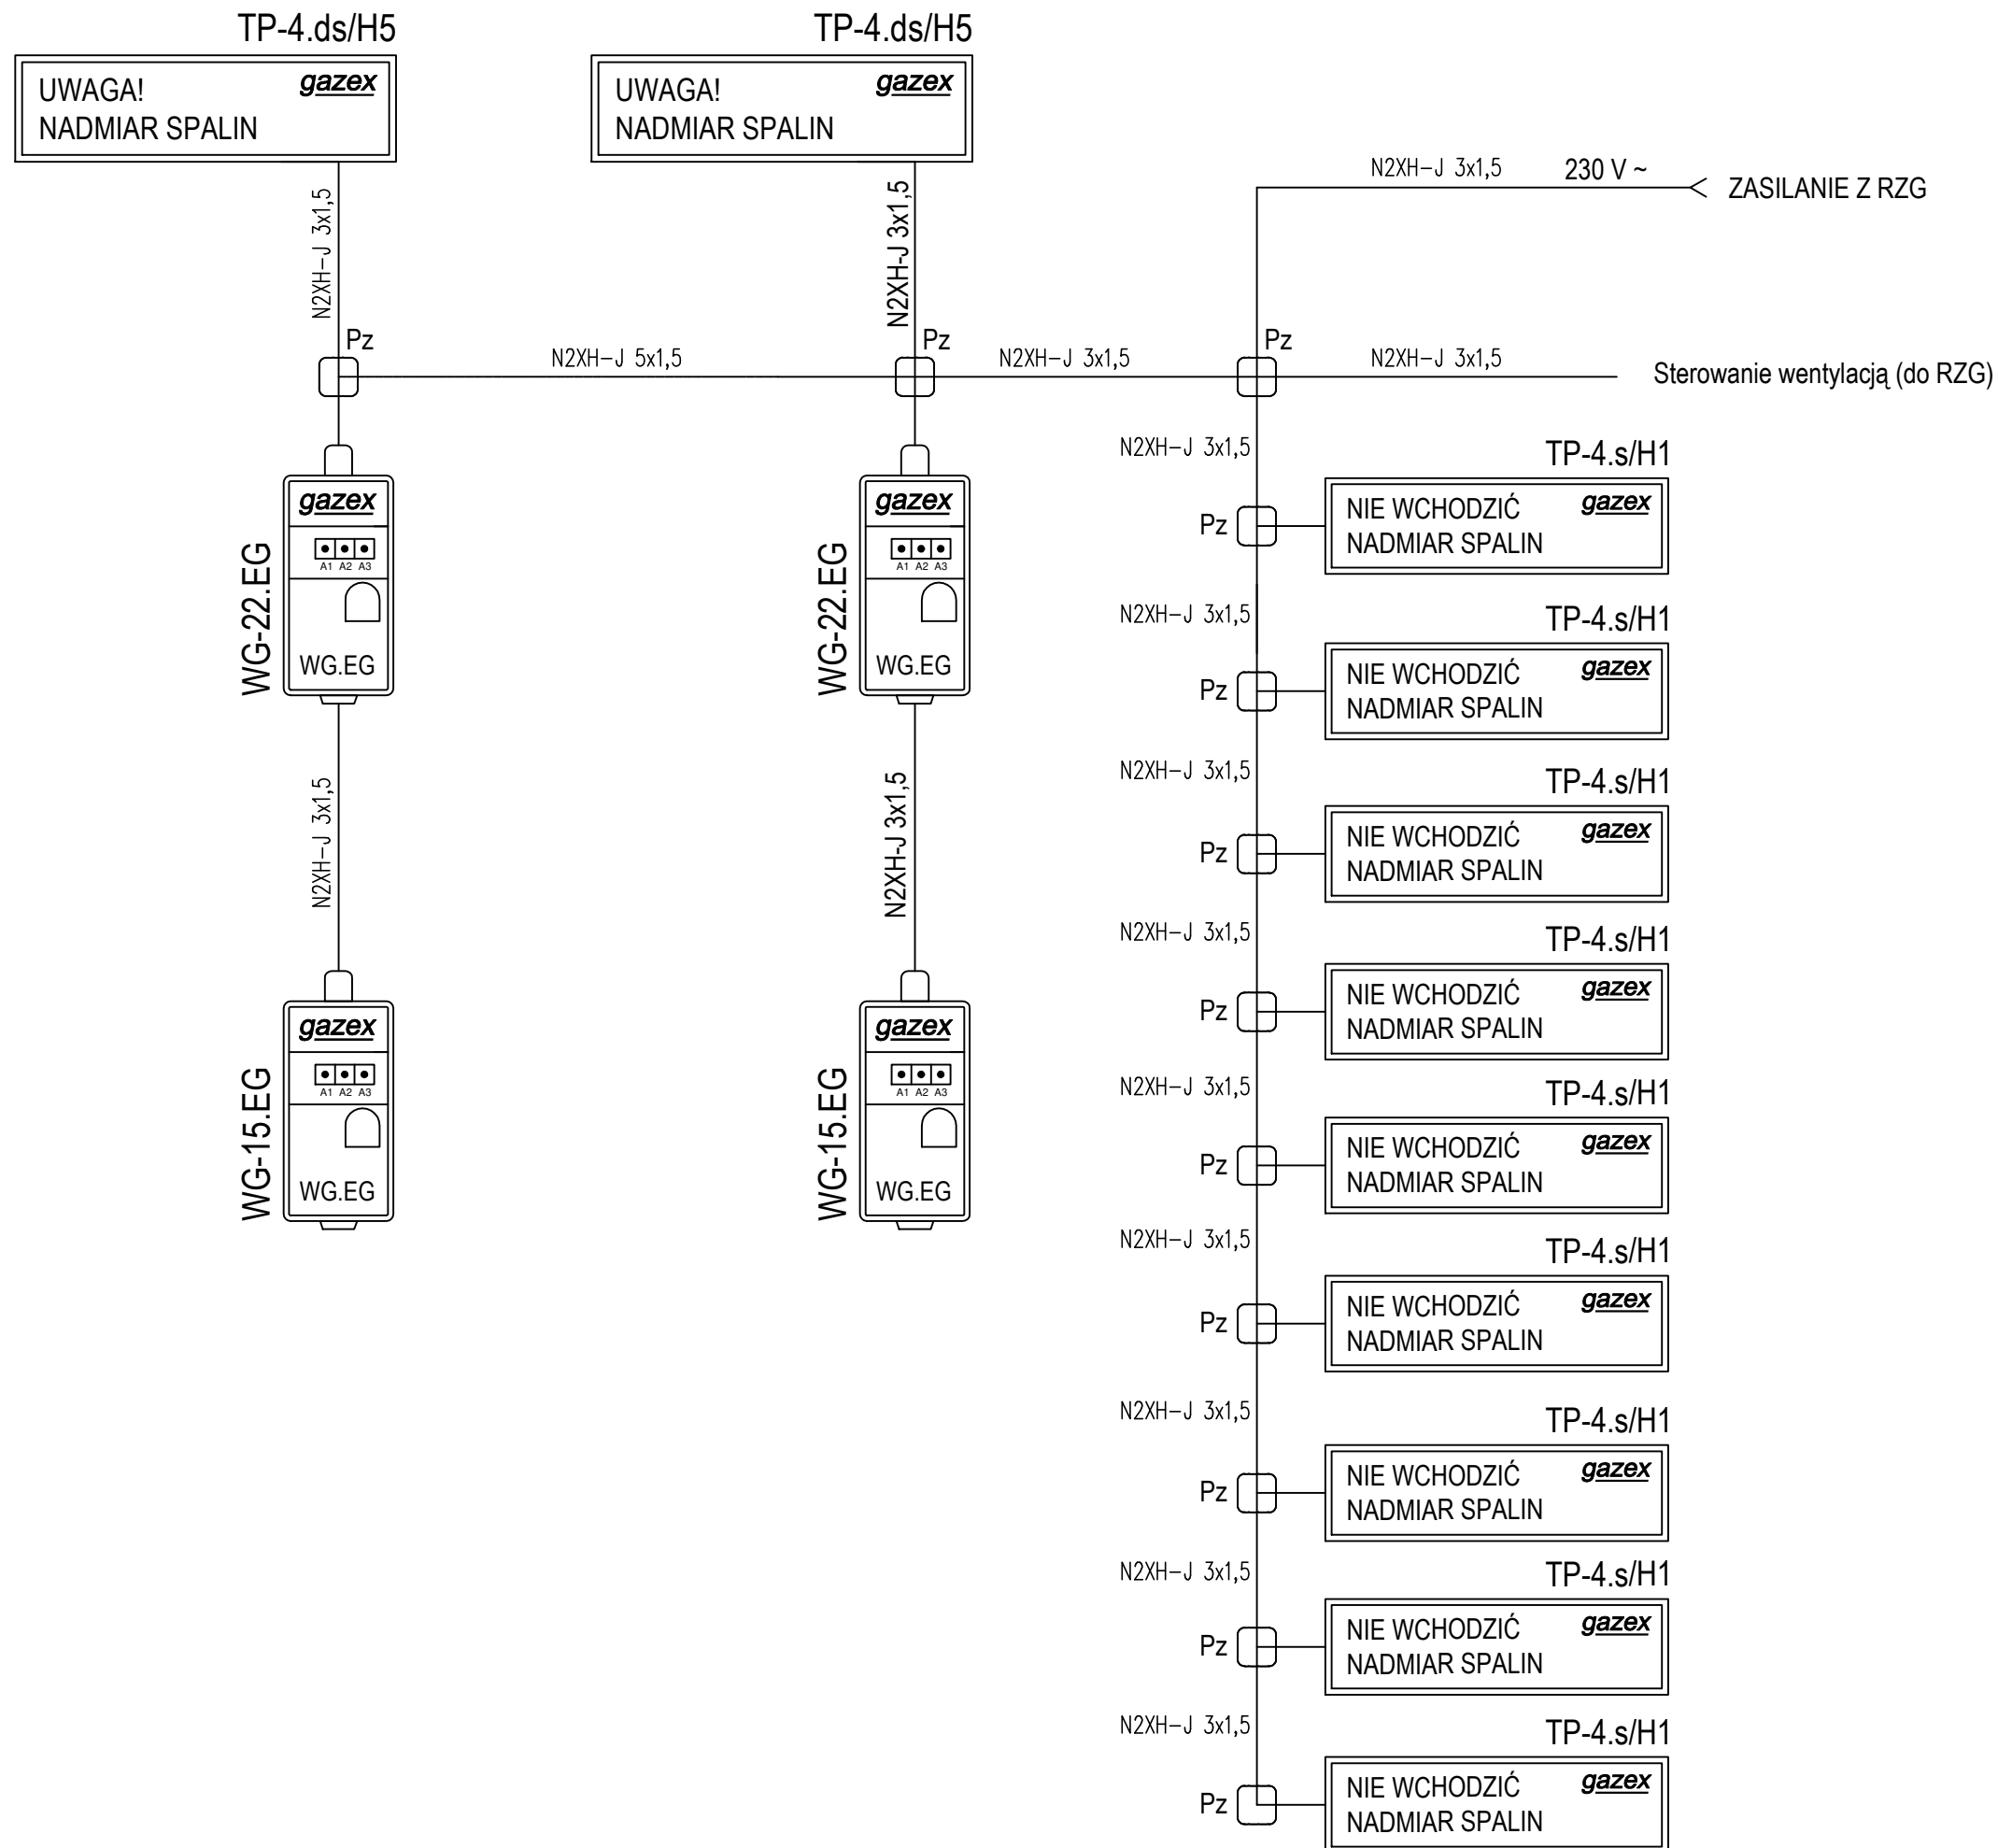 TP-4.ds/H5
UWAGA!
gazex
NADMIAR SPALIN
TP-4.ds/H5
UWAGA!
gazex
NADMIAR SPALIN
N2XH-J 3x1,5
230 V ~
ZASILANIE Z RZG
N2XH-J 3x1,5
N2XH-J 3x1,5
Pz
N2XH-J 5x1,5
Pz
N2XH-J 3x1,5
Pz
N2XH-J 3x1,5
Sterowanie wentylacją (do RZG)
gazex
A1 A2 A3
WG-22.EG
WG.EG
gazex
A1 A2 A3
WG-22.EG
WG.EG
N2XH-J 3x1,5
N2XH-J 3x1,5
gazex
A1 A2 A3
WG-15.EG
WG.EG
gazex
A1 A2 A3
WG-15.EG
WG.EG
N2XH-J 3x1,5
TP-4.s/H1
Pz
NIE WCHODZIĆ
gazex
NADMIAR SPALIN
N2XH-J 3x1,5
TP-4.s/H1
Pz
NIE WCHODZIĆ
gazex
NADMIAR SPALIN
N2XH-J 3x1,5
TP-4.s/H1
Pz
NIE WCHODZIĆ
gazex
NADMIAR SPALIN
N2XH-J 3x1,5
TP-4.s/H1
Pz
NIE WCHODZIĆ
gazex
NADMIAR SPALIN
N2XH-J 3x1,5
TP-4.s/H1
Pz
NIE WCHODZIĆ
gazex
NADMIAR SPALIN
N2XH-J 3x1,5
TP-4.s/H1
Pz
NIE WCHODZIĆ
gazex
NADMIAR SPALIN
N2XH-J 3x1,5
TP-4.s/H1
Pz
NIE WCHODZIĆ
gazex
NADMIAR SPALIN
N2XH-J 3x1,5
TP-4.s/H1
Pz
NIE WCHODZIĆ
gazex
NADMIAR SPALIN
N2XH-J 3x1,5
TP-4.s/H1
Pz
NIE WCHODZIĆ
gazex
NADMIAR SPALIN